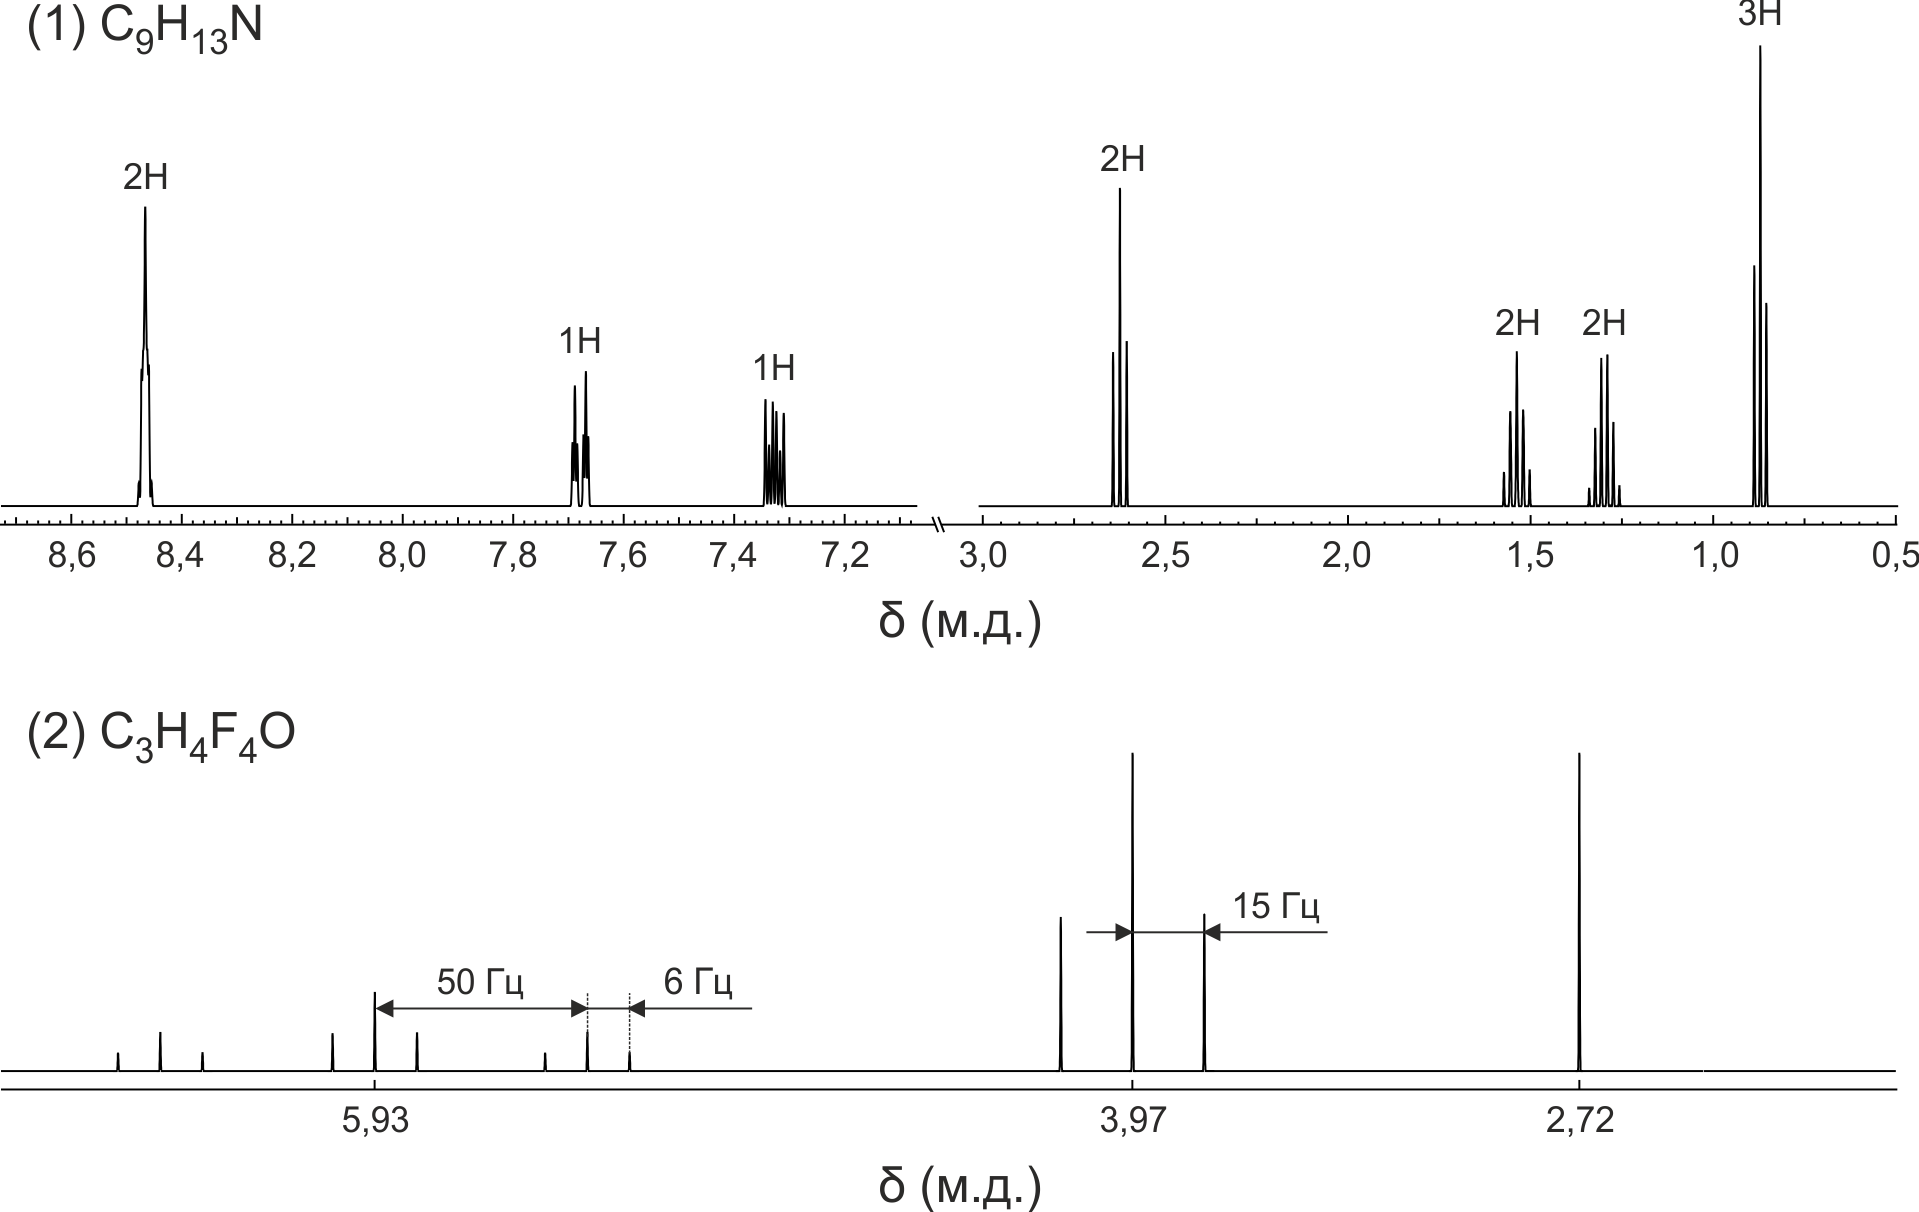 (1) C₉H₁₃N
3H
2H
2H
1H
2H
2H
1H
8,6 8,4 8,2 8,0 7,8 7,6 7,4 7,2 3,0 2,5 2,0 1,5 1,0 0,5
δ (м.д.)
(2) C₃H₄F₄O
15 Гц
50 Гц 6 Гц
5,93 3,97 2,72
δ (м.д.)